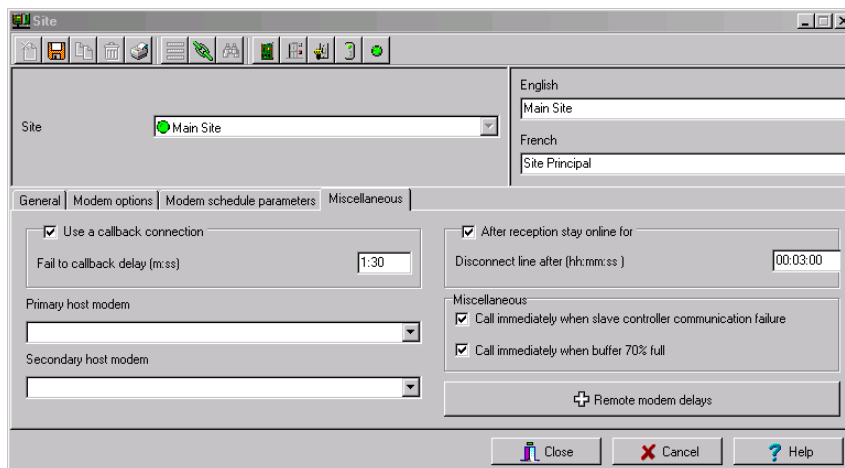 Site
English
Main Site
Site
Main Site
French
Site Principal
General
Modem options
Modem schedule parameters
Miscellaneous
Use a callback connection
Fail to callback delay (m:ss)
1:30
After reception stay online for
Disconnect line after (hh:mm:ss )
00:03:00
Primary host modem
Secondary host modem
Miscellaneous
Call immediately when slave controller communication failure
Call immediately when buffer 70% full
Remote modem delays
Close
Cancel
Help